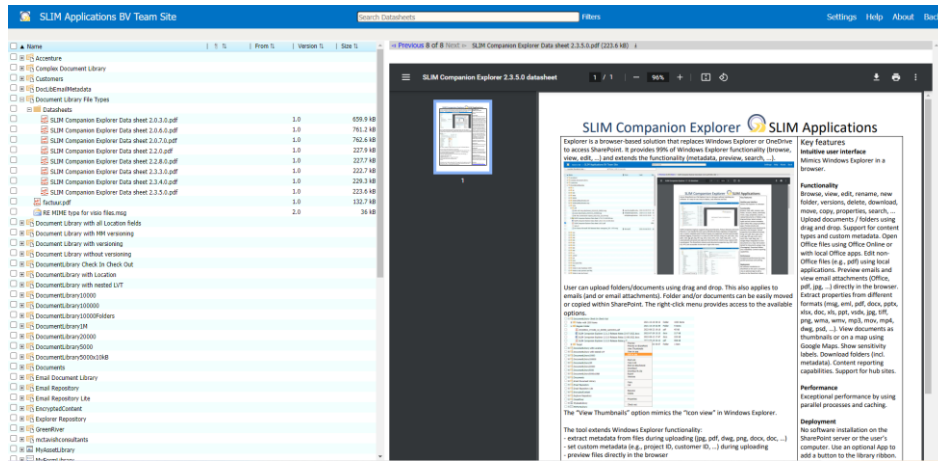 SLIM Applications BV Team Site
Search Datasheets
Filters
Settings Help About Back
Name
From
Version
Size
Accenture
Complex Document Library
Customers
DocLibEmailMetadata
Document Library File Types
Datasheets
SLIM Companion Explorer Data sheet 2.0.3.0.pdf 1.0 659.9 kB
SLIM Companion Explorer Data sheet 2.0.6.0.pdf 1.0 761.2 kB
SLIM Companion Explorer Data sheet 2.0.7.0.pdf 1.0 762.6 kB
SLIM Companion Explorer Data sheet 2.2.0.pdf 1.0 227.9 kB
SLIM Companion Explorer Data sheet 2.2.8.0.pdf 1.0 227.7 kB
SLIM Companion Explorer Data sheet 2.3.3.0.pdf 1.0 222.7 kB
SLIM Companion Explorer Data sheet 2.3.4.0.pdf 1.0 229.3 kB
SLIM Companion Explorer Data sheet 2.3.5.0.pdf 1.0 223.6 kB
factuur.pdf 1.0 132.7 kB
RE MIME type for visio files.msg 2.0 36 kB
Document Library with all Location fields
Document Library with MM versioning
Document Library with versioning
Document Library without versioning
DocumentLibrary Check In Check Out
DocumentLibrary with Location
DocumentLibrary with nested LVT
DocumentLibrary10000
DocumentLibrary100000
DocumentLibrary10000Folders
DocumentLibrary1M
DocumentLibrary20000
DocumentLibrary5000
DocumentLibrary5000x10kB
Documents
Email Document Library
Email Repository
Email Repository Lite
EncryptedContent
Explorer Repository
GreenRiver
mctavishconsultants
MyAssetLibrary
MyFormLibrary
Previous 8 of 8 Next SLIM Companion Explorer Data sheet 2.3.5.0.pdf (223.6 kB)
SLIM Companion Explorer 2.3.5.0 datasheet
1 / 1
96%
1
SLIM Companion Explorer SLIM Applications
Explorer is a browser-based solution that replaces Windows Explorer or OneDrive
to access SharePoint. It provides 99% of Windows Explorer functionality (browse,
view, edit, ...) and extends the functionality (metadata, preview, search, ...).
User can upload folders/documents using drag and drop. This also applies to
emails (and or email attachments). Folder and/or documents can be easily moved
or copied within SharePoint. The right-click menu provides access to the available
options.
The "View Thumbnails" option mimics the "Icon view" in Windows Explorer.
The tool extends Windows Explorer functionality:
- extract metadata from files during uploading (jpg, pdf, dwg, png, docx, doc, ...)
- set custom metadata (e.g., project ID, customer ID, ...) during uploading
- preview files directly in the browser
Key features
Intuitive user interface
Mimics Windows Explorer in a
browser.
Functionality
Browse, view, edit, rename, new
folder, versions, delete, download,
move, copy, properties, search, ...
Upload documents / folders using
drag and drop. Support for content
types and custom metadata. Open
Office files using Office Online or
with local Office apps. Edit non-
Office files (e.g., pdf) using local
applications. Preview emails and
view email attachments (Office,
pdf, jpg, ...) directly in the browser.
Extract properties from different
formats (msg, eml, pdf, docx, pptx,
xlsx, doc, xls, ppt, vsdx, jpg, tiff,
png, wma, wmv, mp3, mov, mp4,
dwg, psd, ...). View documents as
thumbnails or on a map using
Google Maps. Show sensitivity
labels. Download folders (incl.
metadata). Content reporting
capabilities. Support for hub sites.
Performance
Exceptional performance by using
parallel processes and caching.
Deployment
No software installation on the
SharePoint server or the user's
computer. Use an optional App to
add a button to the library ribbon.